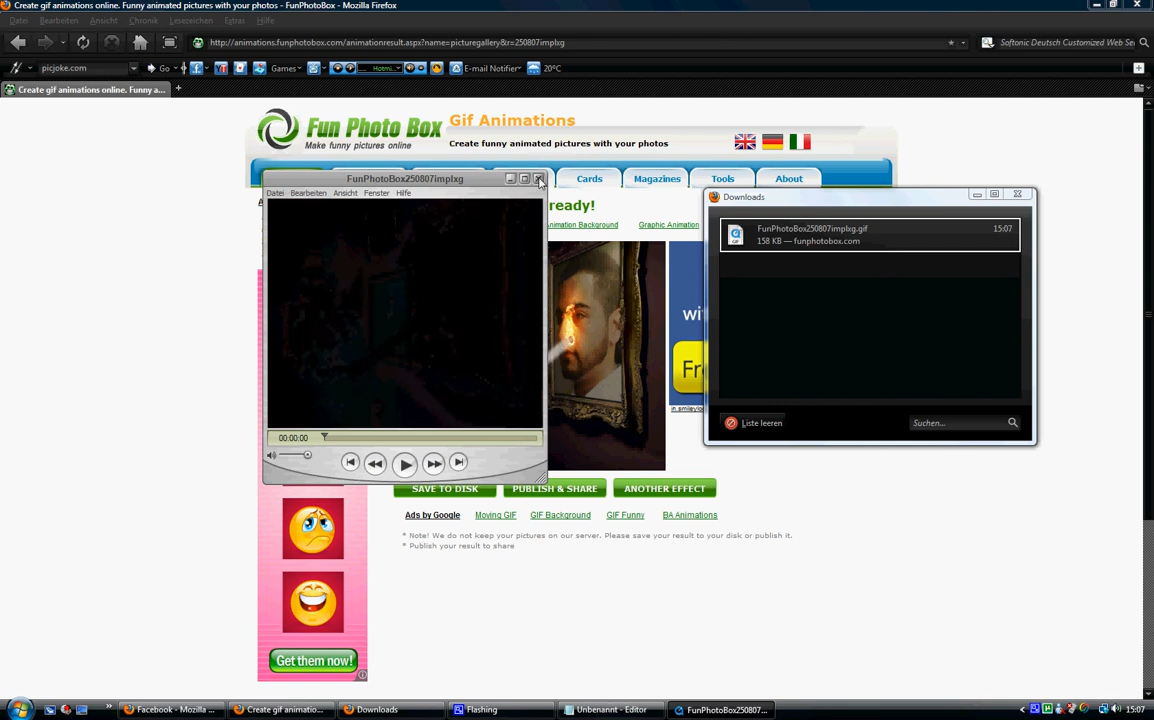 Create gif animations online. Funny animated pictures with your photos - FunPhotoBox - Mozilla Firefox
Datei Bearbeiten Ansicht Chronik Lesezeichen Extras Hilfe
http://animations.funphotobox.com/animationresult.aspx?name=picturegallery&r=250807implxg
Softonic Deutsch Customized Web Se
picjoke.com Go Games Hotmi... E-mail Notifier 20°C
Create gif animations online. Funny a...
Fun Photo Box
Make funny pictures online
Gif Animations
Create funny animated pictures with your photos
Cards Magazines Tools About
FunPhotoBox250807implxg
Datei Bearbeiten Ansicht Fenster Hilfe
ready!
nimation Background Graphic Animation
Downloads
FunPhotoBox250807implxg.gif 15:07
158 KB — funphotobox.com
GIF
wit
Fr
in.smiley
Liste leeren
Suchen...
00:00:00
SAVE TO DISK PUBLISH & SHARE ANOTHER EFFECT
Ads by Google Moving GIF GIF Background GIF Funny BA Animations
* Note! We do not keep your pictures on our server. Please save your result to your disk or publish it.
* Publish your result to share
Get them now!
Facebook - Mozilla ... Create gif animatio... Downloads Flashing Unbenannt - Editor FunPhotoBox250807... 15:07